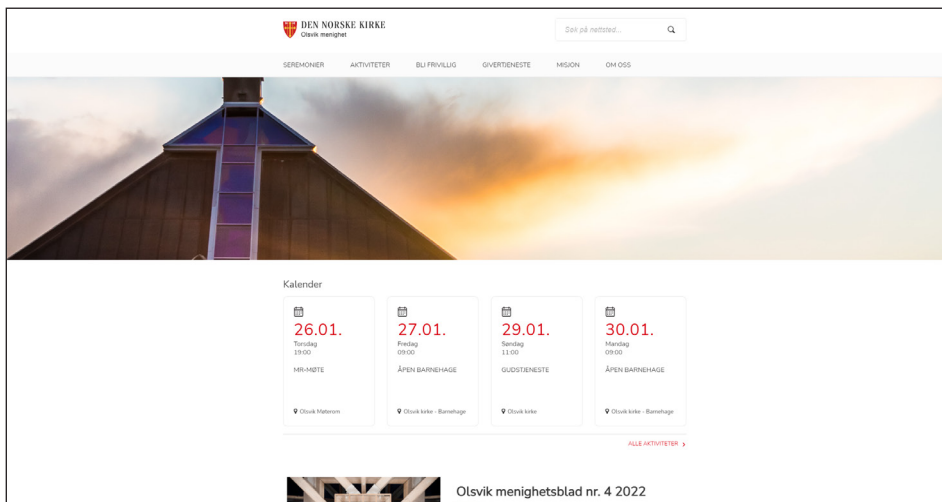 DEN NORSKE KIRKE
Olsvik menighet
Søk på nettsted...
SEREMONIER AKTIVITETER BLI FRIVILLIG GIVERTJENESTE MISJON OM OSS
Kalender
26.01.
Torsdag
19:00
MR-MØTE
Olsvik Møterom
27.01.
Fredag
09:00
ÅPEN BARNEHAGE
Olsvik kirke - Barnehage
29.01.
Søndag
11:00
GUDSTJENESTE
Olsvik kirke
30.01.
Mandag
09:00
ÅPEN BARNEHAGE
Olsvik kirke - Barnehage
ALLE AKTIVITETER
Olsvik menighetsblad nr. 4 2022